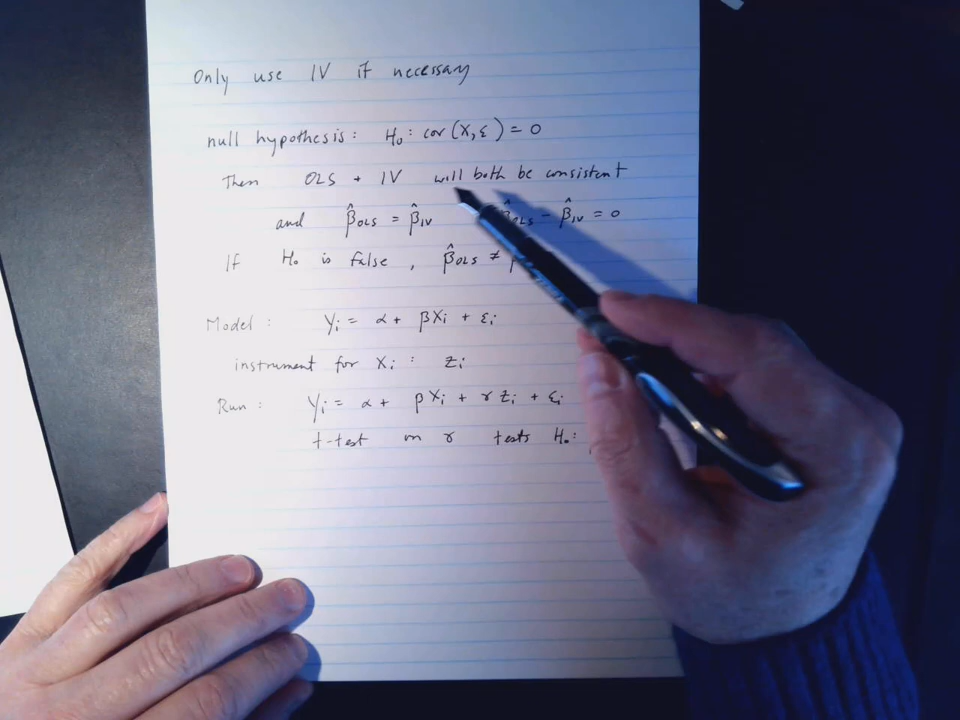 Only use IV if necessary
null hypothesis: H₀: cov(X, ε) = 0
Then OLS + IV will both be consistent
and β̂OLS = β̂IV β̂OLS - β̂IV = 0
If H₀ is false, β̂OLS ≠
Model: Yi = α + βXi + εi
instrument for Xi: Zi
Run: Yi = α + βXi + γZi + εi
t-test on γ tests H₀: